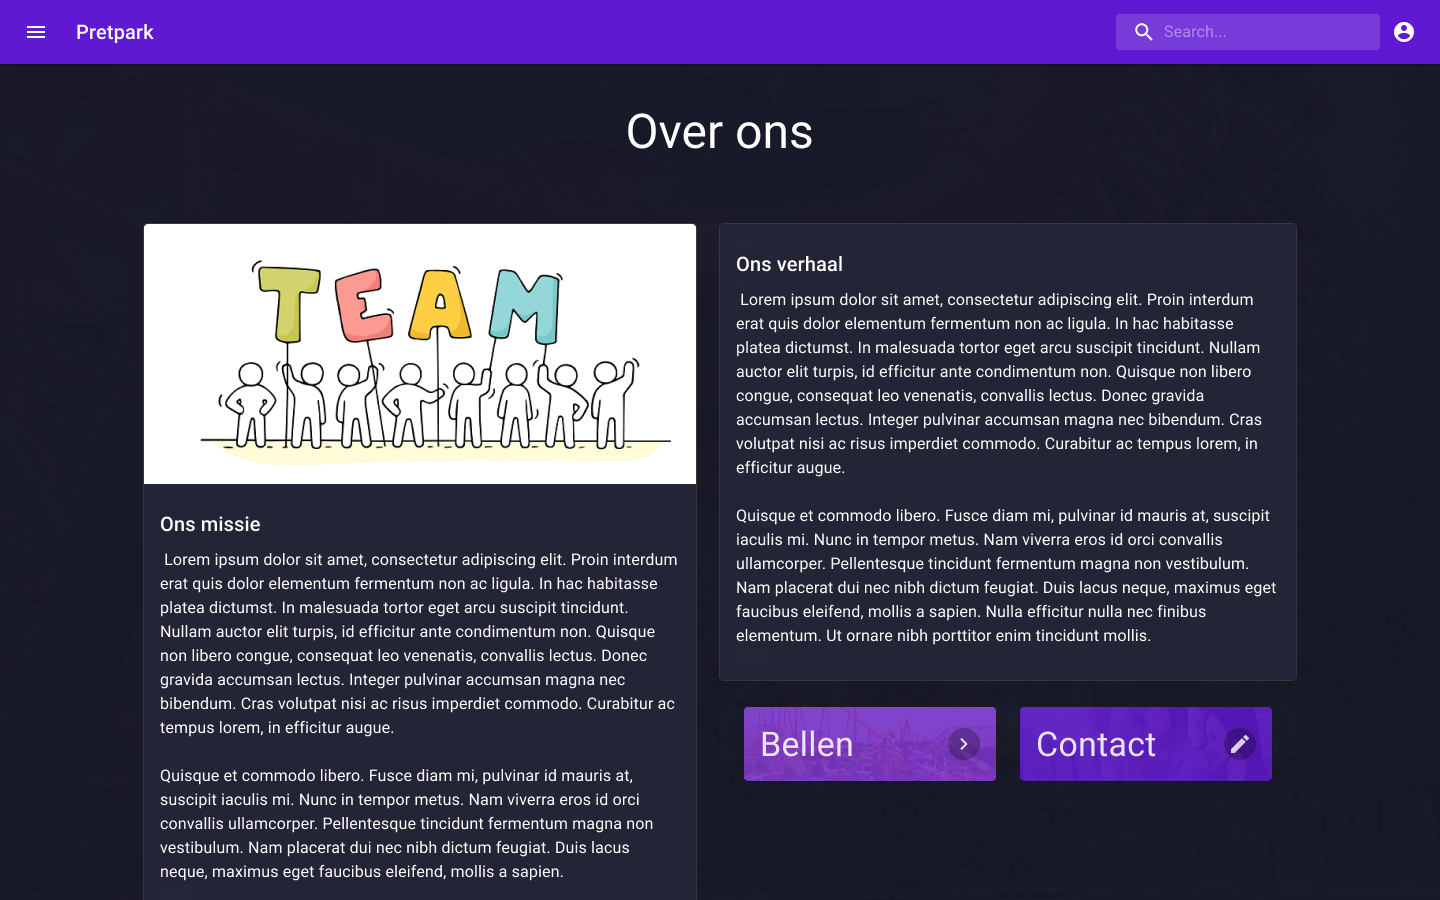 Pretpark
Search...
Over ons
TEAM
Ons missie
Lorem ipsum dolor sit amet, consectetur adipiscing elit. Proin interdum
erat quis dolor elementum fermentum non ac ligula. In hac habitasse
platea dictumst. In malesuada tortor eget arcu suscipit tincidunt.
Nullam auctor elit turpis, id efficitur ante condimentum non. Quisque
non libero congue, consequat leo venenatis, convallis lectus. Donec
gravida accumsan lectus. Integer pulvinar accumsan magna nec
bibendum. Cras volutpat nisi ac risus imperdiet commodo. Curabitur ac
tempus lorem, in efficitur augue.
Quisque et commodo libero. Fusce diam mi, pulvinar id mauris at,
suscipit iaculis mi. Nunc in tempor metus. Nam viverra eros id orci
convallis ullamcorper. Pellentesque tincidunt fermentum magna non
vestibulum. Nam placerat dui nec nibh dictum feugiat. Duis lacus
neque, maximus eget faucibus eleifend, mollis a sapien.
Ons verhaal
Lorem ipsum dolor sit amet, consectetur adipiscing elit. Proin interdum
erat quis dolor elementum fermentum non ac ligula. In hac habitasse
platea dictumst. In malesuada tortor eget arcu suscipit tincidunt. Nullam
auctor elit turpis, id efficitur ante condimentum non. Quisque non libero
congue, consequat leo venenatis, convallis lectus. Donec gravida
accumsan lectus. Integer pulvinar accumsan magna nec bibendum. Cras
volutpat nisi ac risus imperdiet commodo. Curabitur ac tempus lorem, in
efficitur augue.
Quisque et commodo libero. Fusce diam mi, pulvinar id mauris at, suscipit
iaculis mi. Nunc in tempor metus. Nam viverra eros id orci convallis
ullamcorper. Pellentesque tincidunt fermentum magna non vestibulum.
Nam placerat dui nec nibh dictum feugiat. Duis lacus neque, maximus eget
faucibus eleifend, mollis a sapien. Nulla efficitur nulla nec finibus
elementum. Ut ornare nibh porttitor enim tincidunt mollis.
Bellen
Contact